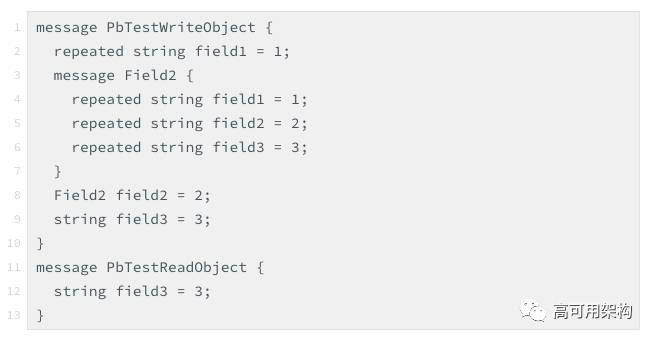 1 message PbTestWriteObject {
2   repeated string field1 = 1;
3   message Field2 {
4     repeated string field1 = 1;
5     repeated string field2 = 2;
6     repeated string field3 = 3;
7   }
8   Field2 field2 = 2;
9   string field3 = 3;
10 }
11 message PbTestReadObject {
12   string field3 = 3;
13 }
高可用架构